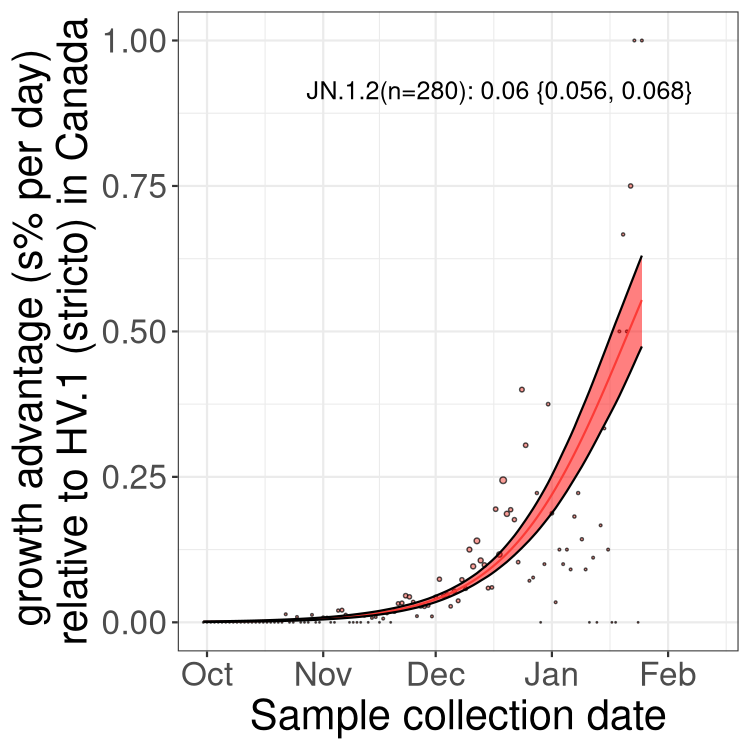 growth advantage (s% per day)
relative to HV.1 (stricto) in Canada
1.00
0.75
0.50
0.25
0.00
JN.1.2(n=280): 0.06 {0.056, 0.068}
Oct Nov Dec Jan Feb
Sample collection date